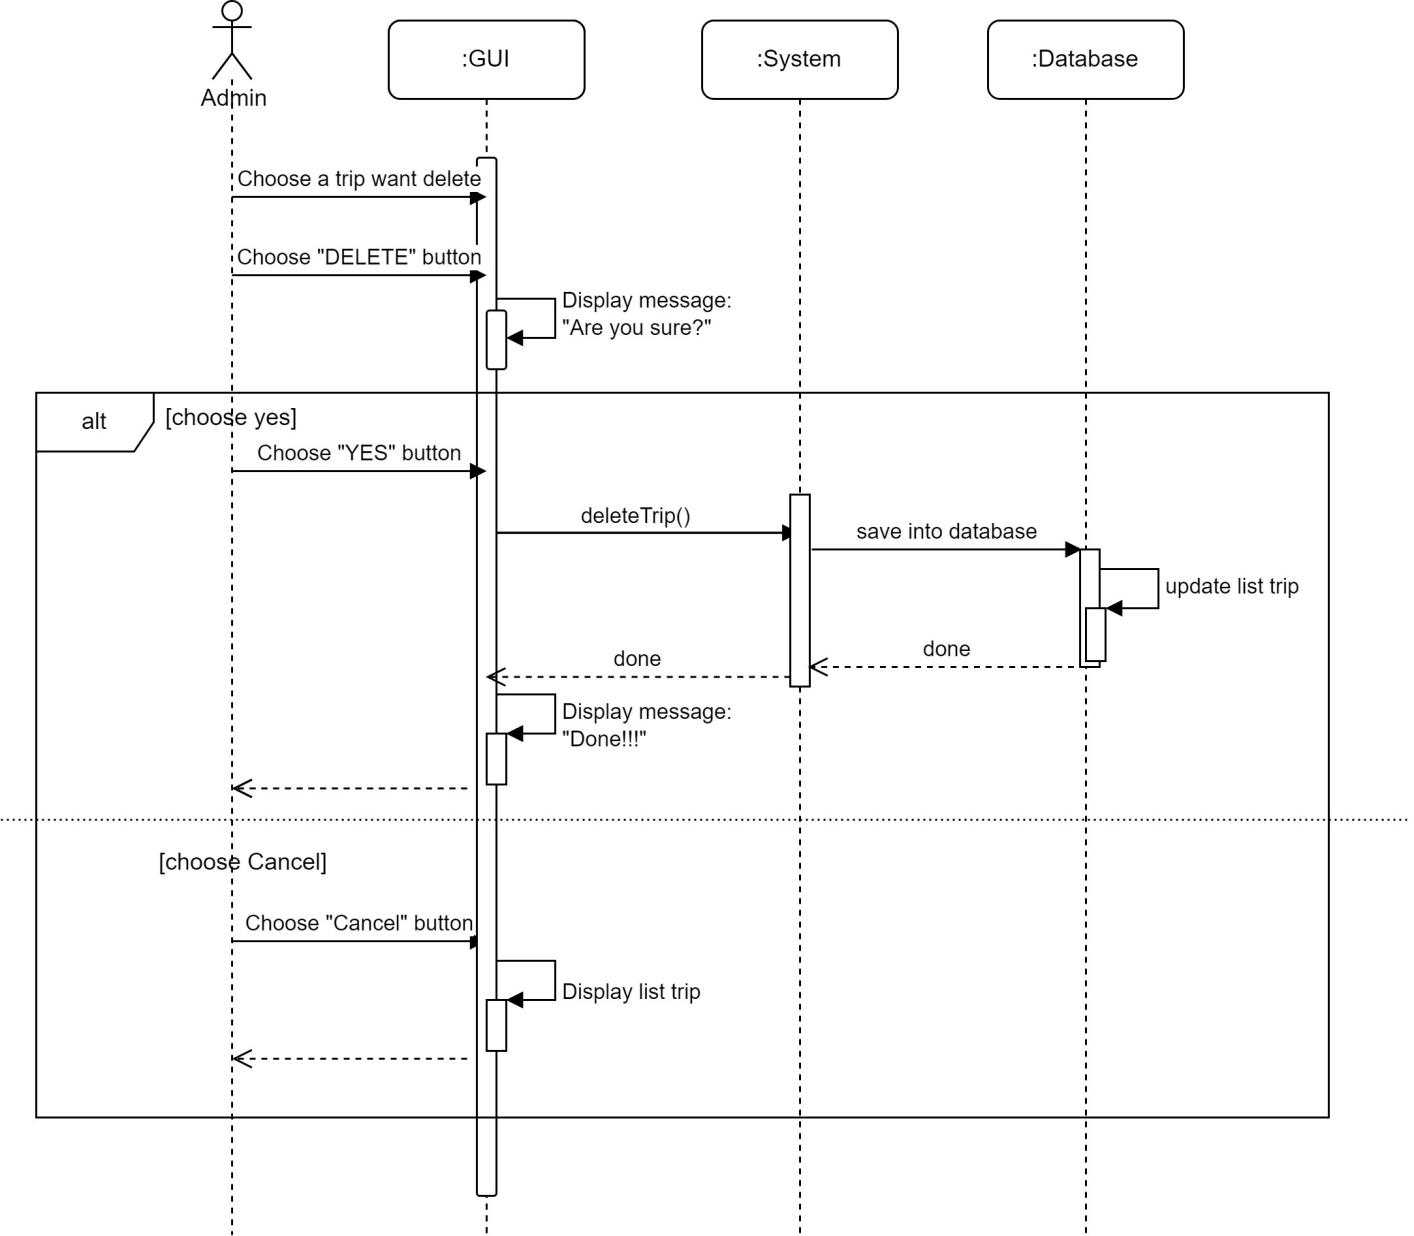 Admin
:GUI
:System
:Database
Choose a trip want delete
Choose "DELETE" button
Display message:
"Are you sure?"
alt
[choose yes]
Choose "YES" button
deleteTrip()
save into database
update list trip
done
done
Display message:
"Done!!!"
[choose Cancel]
Choose "Cancel" button
Display list trip